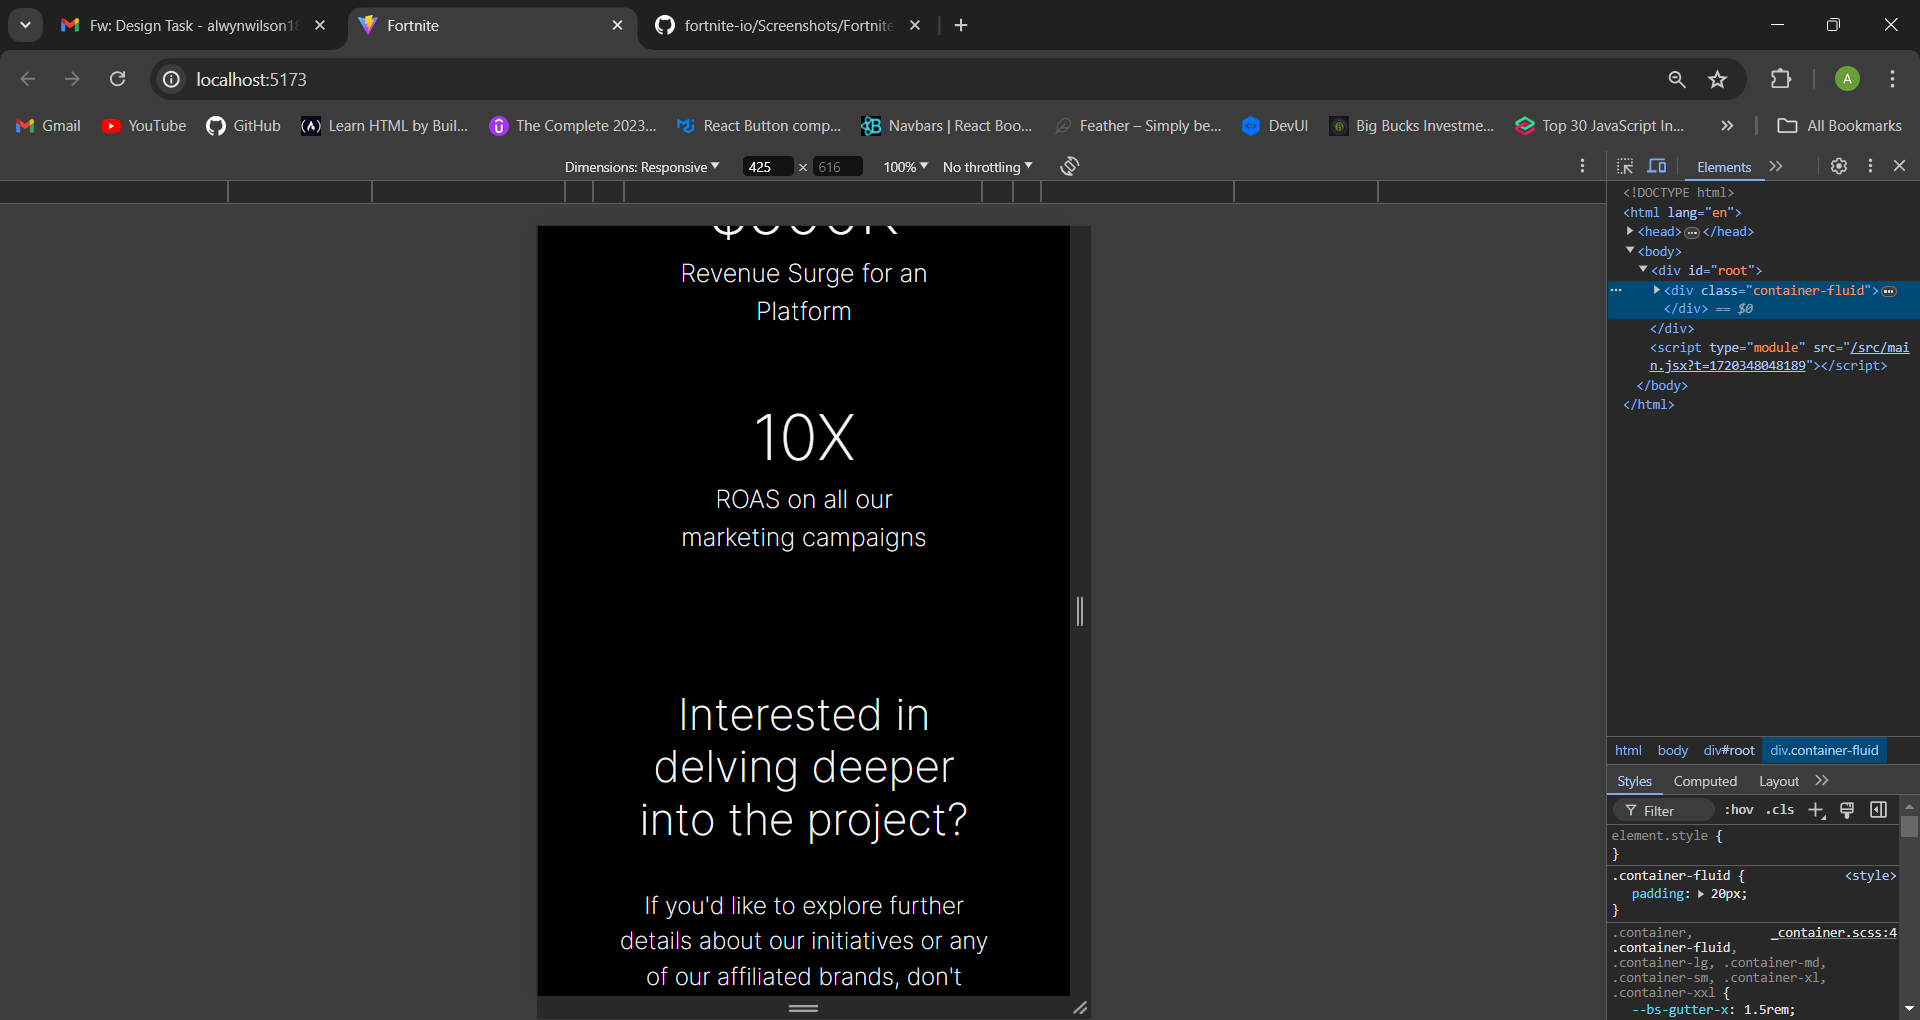 Fw: Design Task - alwynwilson18
Fortnite
fortnite-io/Screenshots/Fortnite
localhost:5173
A
Gmail
YouTube
GitHub
Learn HTML by Buil...
The Complete 2023...
React Button comp...
Navbars | React Boo...
Feather – Simply be...
DevUI
Big Bucks Investme...
Top 30 JavaScript In...
All Bookmarks
Dimensions: Responsive
425
×
616
100%
No throttling
Elements
<!DOCTYPE html>
<html lang="en">
<head> </head>
<body>
<div id="root">
<div class="container-fluid">
</div> == $0
</div>
<script type="module" src="/src/mai
n.jsx?t=1720348048189"></script>
</body>
</html>
Revenue Surge for an
Platform
10X
ROAS on all our
marketing campaigns
Interested in
delving deeper
into the project?
If you'd like to explore further
details about our initiatives or any
of our affiliated brands, don't
html body div#root div.container-fluid
Styles Computed Layout
Filter :hov .cls
element.style {
}
.container-fluid { <style>
padding: 20px;
}
.container, _container.scss:4
.container-fluid,
.container-lg, .container-md,
.container-sm, .container-xl,
.container-xxl {
--bs-gutter-x: 1.5rem;